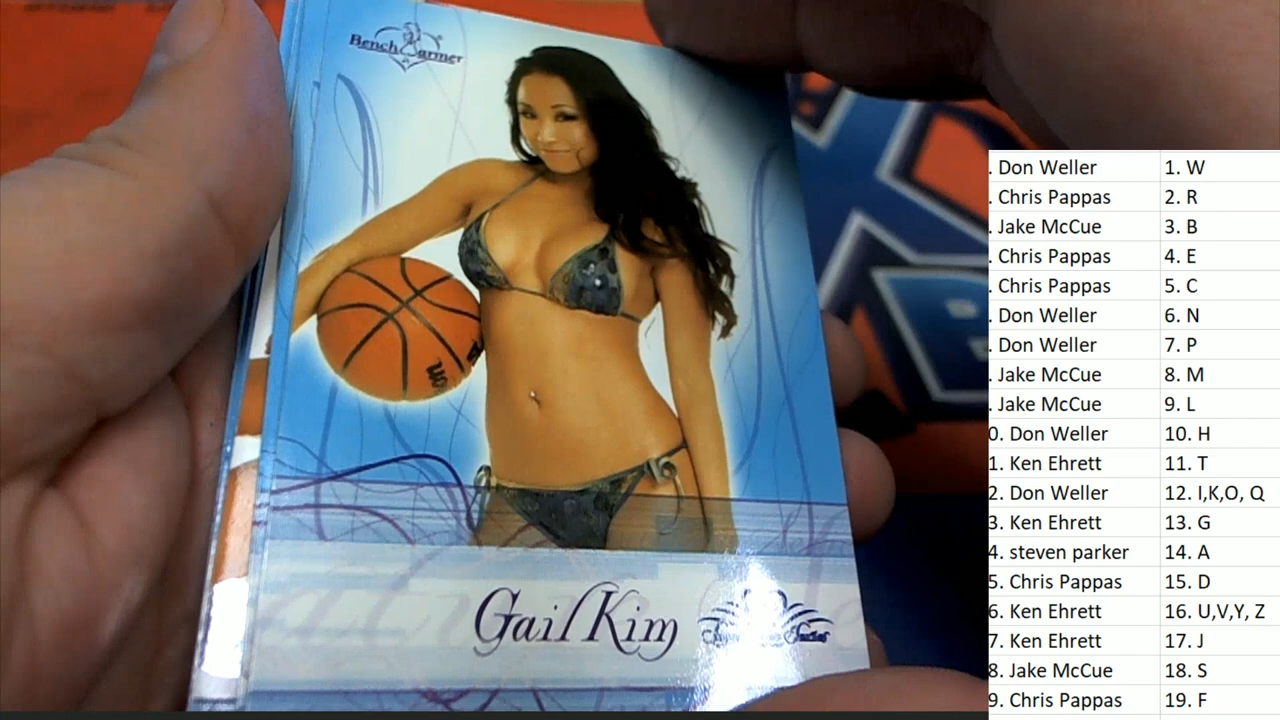 Bench Warmer
Gail Kim
. Don Weller 1. W
. Chris Pappas 2. R
. Jake McCue 3. B
. Chris Pappas 4. E
. Chris Pappas 5. C
. Don Weller 6. N
. Don Weller 7. P
. Jake McCue 8. M
. Jake McCue 9. L
0. Don Weller 10. H
1. Ken Ehrett 11. T
2. Don Weller 12. I,K,O, Q
3. Ken Ehrett 13. G
4. steven parker 14. A
5. Chris Pappas 15. D
6. Ken Ehrett 16. U,V,Y, Z
7. Ken Ehrett 17. J
8. Jake McCue 18. S
9. Chris Pappas 19. F